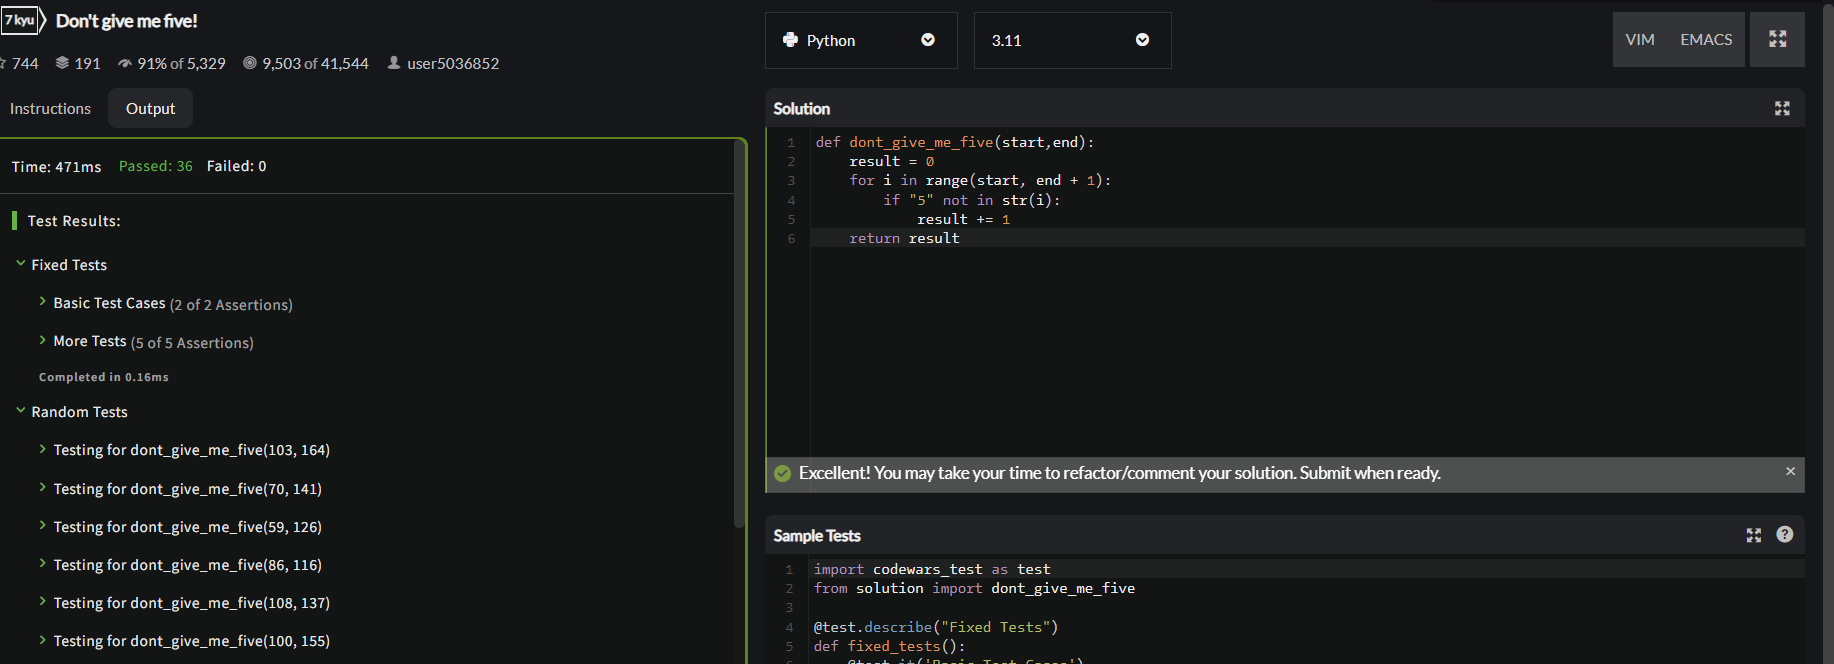 7 kyu Don't give me five!
744 191 91% of 5,329 9,503 of 41,544 user5036852
Instructions Output
Time: 471ms Passed: 36 Failed: 0
Test Results:
Fixed Tests
Basic Test Cases (2 of 2 Assertions)
More Tests (5 of 5 Assertions)
Completed in 0.16ms
Random Tests
Testing for dont_give_me_five(103, 164)
Testing for dont_give_me_five(70, 141)
Testing for dont_give_me_five(59, 126)
Testing for dont_give_me_five(86, 116)
Testing for dont_give_me_five(108, 137)
Testing for dont_give_me_five(100, 155)
Python 3.11 VIM EMACS
Solution
1 def dont_give_me_five(start,end):
2     result = 0
3     for i in range(start, end + 1):
4         if "5" not in str(i):
5             result += 1
6     return result
Excellent! You may take your time to refactor/comment your solution. Submit when ready.
Sample Tests
1 import codewars_test as test
2 from solution import dont_give_me_five
3
4 @test.describe("Fixed Tests")
5 def fixed_tests():
6     @test.it('Basic Test Cases')